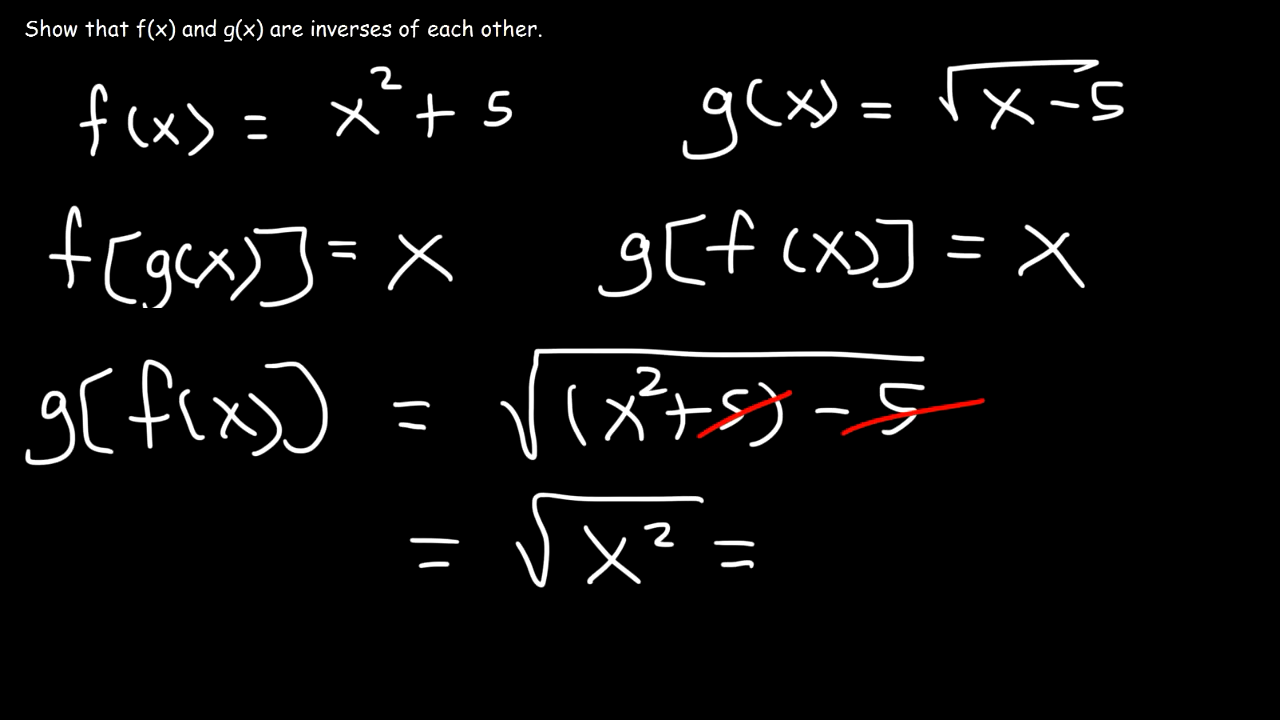 Show that f(x) and g(x) are inverses of each other.
f(x) = x² + 5 g(x) = √(x - 5)
f[g(x)] = x g[f(x)] = x
g[f(x)] = √((x² + 5) - 5)
= √(x²) =